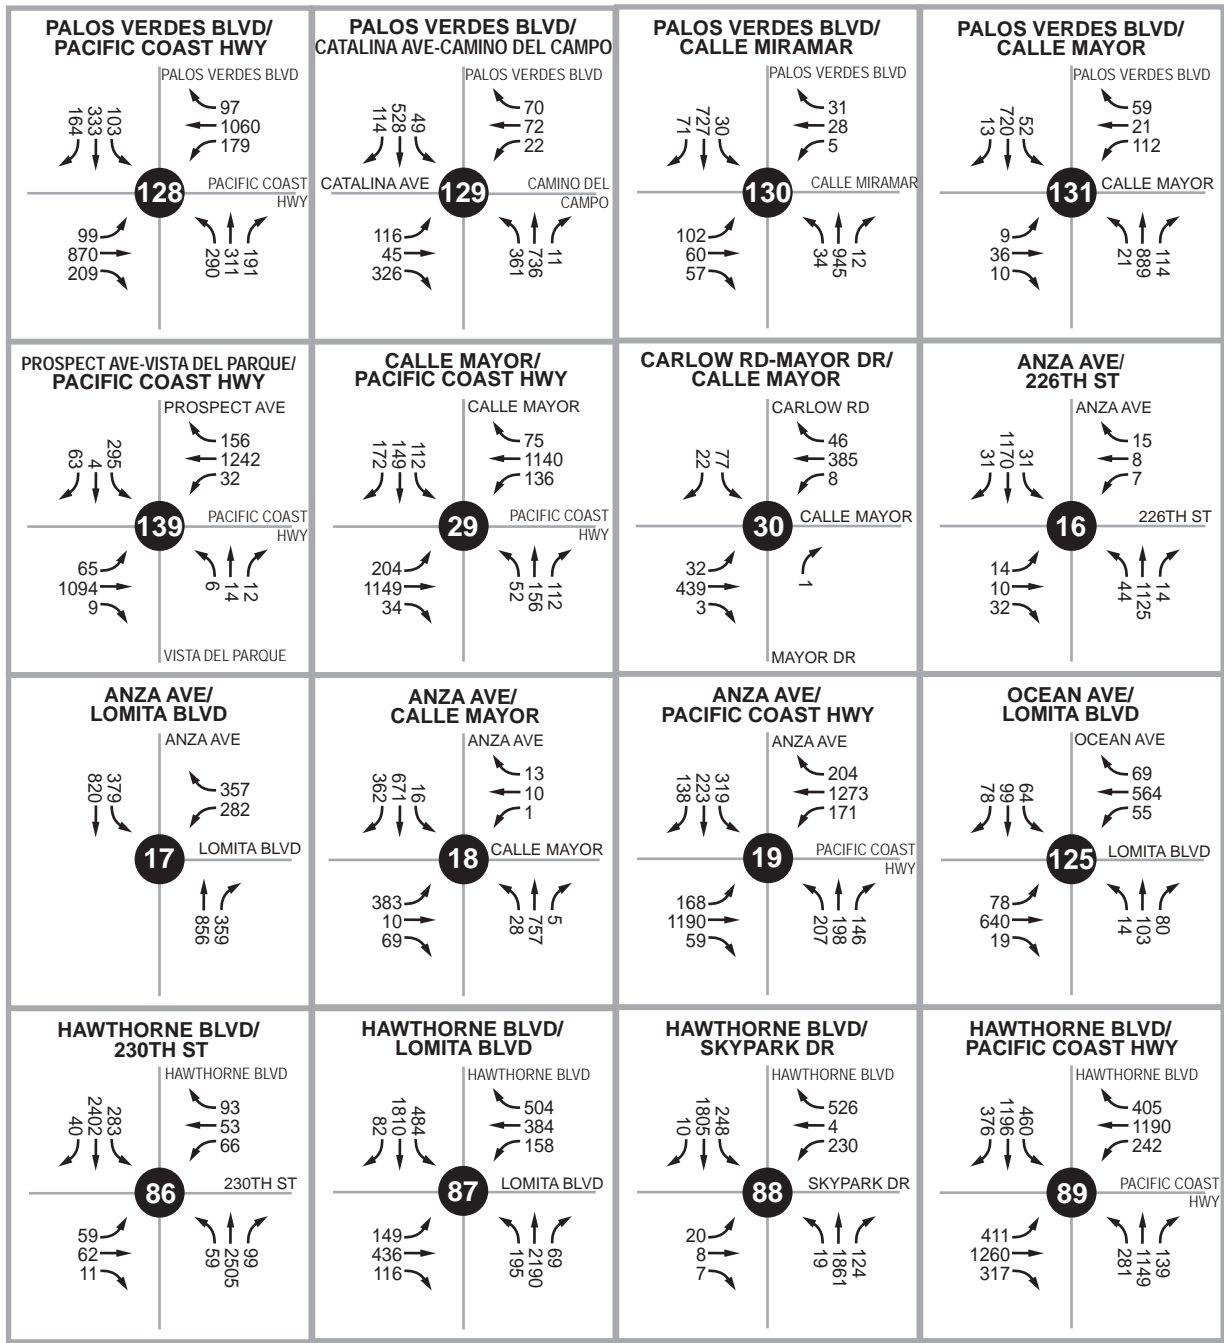 PALOS VERDES BLVD/
PACIFIC COAST HWY
PALOS VERDES BLVD
164
333
103
97
1060
179
128
PACIFIC COAST
HWY
99
870
209
290
311
191
PALOS VERDES BLVD/
CATALINA AVE-CAMINO DEL CAMPO
PALOS VERDES BLVD
114
528
49
70
72
22
CATALINA AVE
129
CAMINO DEL
CAMPO
116
45
326
361
736
11
PALOS VERDES BLVD/
CALLE MIRAMAR
PALOS VERDES BLVD
71
727
30
31
28
5
130
CALLE MIRAMAR
102
60
57
34
945
12
PALOS VERDES BLVD/
CALLE MAYOR
PALOS VERDES BLVD
13
720
52
59
21
112
131
CALLE MAYOR
9
36
10
21
889
114
PROSPECT AVE-VISTA DEL PARQUE/
PACIFIC COAST HWY
PROSPECT AVE
63
4
295
156
1242
32
139
PACIFIC COAST
HWY
65
1094
9
6
14
12
VISTA DEL PARQUE
CALLE MAYOR/
PACIFIC COAST HWY
CALLE MAYOR
172
149
112
75
1140
136
29
PACIFIC COAST
HWY
204
1149
34
52
156
112
CARLOW RD-MAYOR DR/
CALLE MAYOR
CARLOW RD
22
77
46
385
8
30
CALLE MAYOR
32
439
3
1
MAYOR DR
ANZA AVE/
226TH ST
ANZA AVE
31
1170
31
15
8
7
16
226TH ST
14
10
32
44
1125
14
ANZA AVE/
LOMITA BLVD
ANZA AVE
820
379
357
282
17
LOMITA BLVD
856
359
ANZA AVE/
CALLE MAYOR
ANZA AVE
362
671
16
13
10
1
18
CALLE MAYOR
383
10
69
28
757
5
ANZA AVE/
PACIFIC COAST HWY
ANZA AVE
138
223
319
204
1273
171
19
PACIFIC COAST
HWY
168
1190
59
207
198
146
OCEAN AVE/
LOMITA BLVD
OCEAN AVE
78
99
64
69
564
55
125
LOMITA BLVD
78
640
19
14
103
80
HAWTHORNE BLVD/
230TH ST
HAWTHORNE BLVD
40
2402
283
93
53
66
86
230TH ST
59
62
11
59
2505
99
HAWTHORNE BLVD/
LOMITA BLVD
HAWTHORNE BLVD
82
1810
484
504
384
158
87
LOMITA BLVD
149
436
116
195
2190
69
HAWTHORNE BLVD/
SKYPARK DR
HAWTHORNE BLVD
10
1805
248
526
4
230
88
SKYPARK DR
20
8
7
19
1861
124
HAWTHORNE BLVD/
PACIFIC COAST HWY
HAWTHORNE BLVD
376
1196
460
405
1190
242
89
PACIFIC COAST
HWY
411
1260
317
281
1149
139